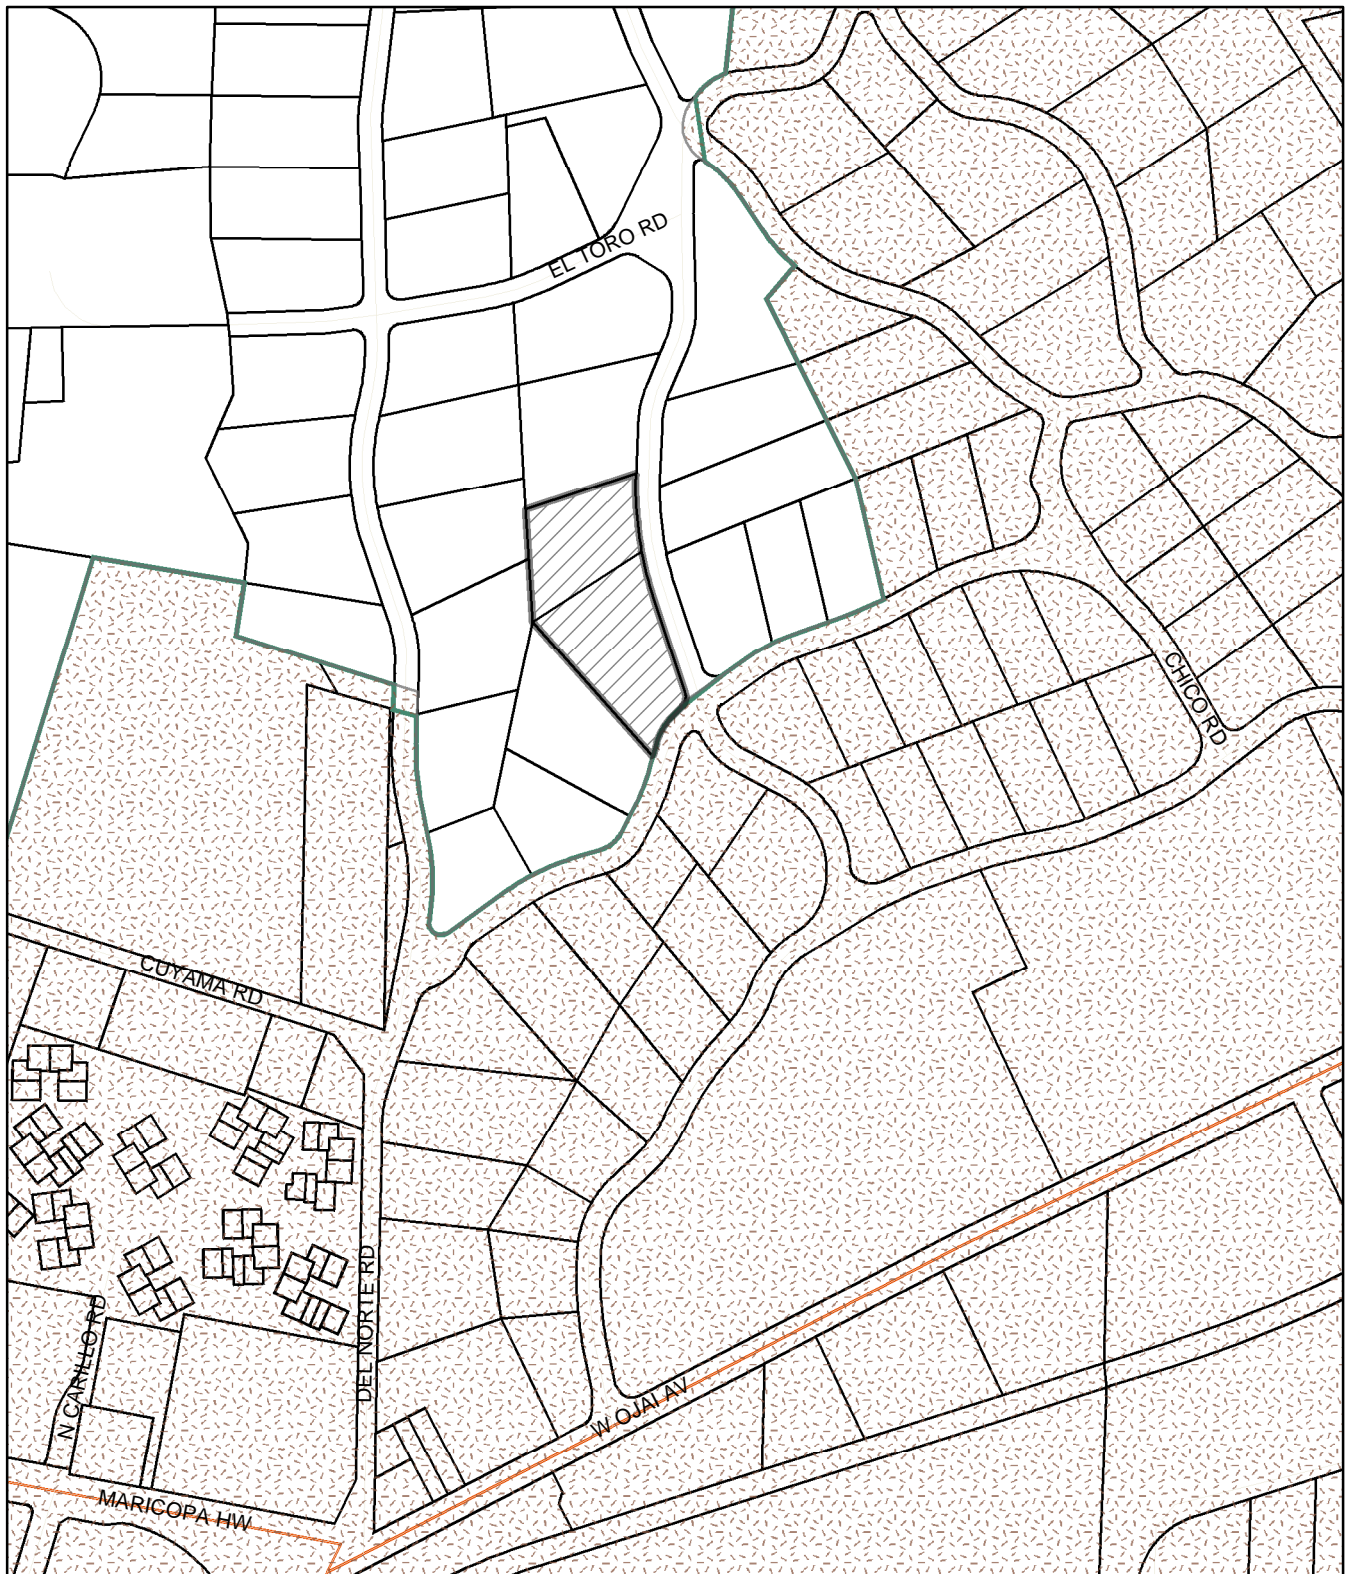 EL TORO RD
CHICO RD
CUYAMA RD
DEL NORTE RD
N CARILLO RD
W OJAI AV
MARICOPA HW